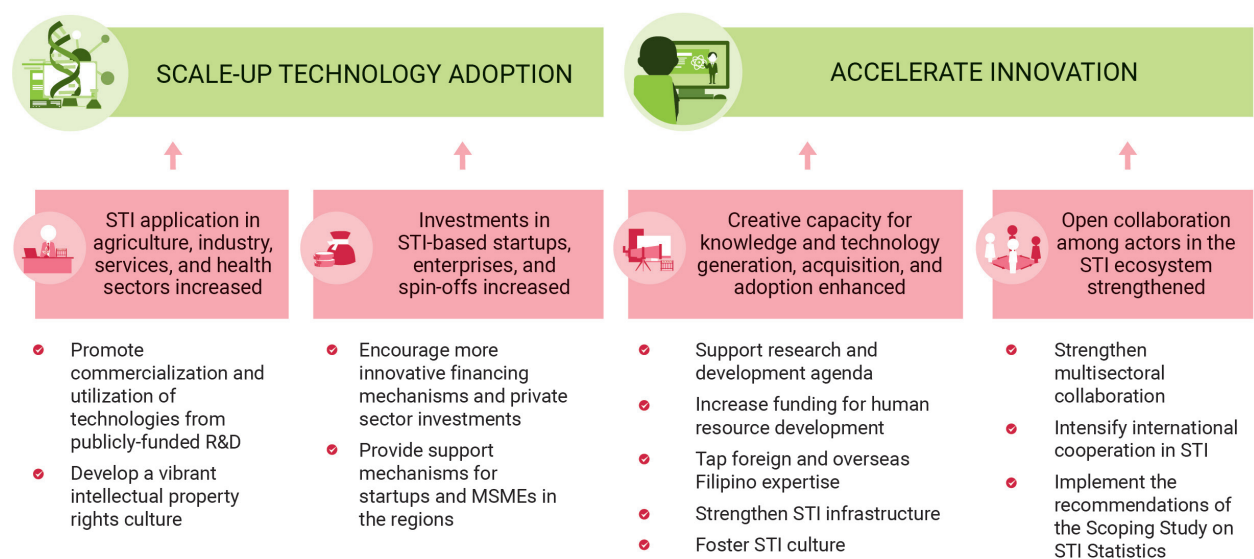 SCALE-UP TECHNOLOGY ADOPTION
ACCELERATE INNOVATION
STI application in
agriculture, industry,
services, and health
sectors increased
Investments in
STI-based startups,
enterprises, and
spin-offs increased
Creative capacity for
knowledge and technology
generation, acquisition, and
adoption enhanced
Open collaboration
among actors in the
STI ecosystem
strengthened
Promote
commercialization and
utilization of
technologies from
publicly-funded R&D
Develop a vibrant
intellectual property
rights culture
Encourage more
innovative financing
mechanisms and private
sector investments
Provide support
mechanisms for
startups and MSMEs in
the regions
Support research and
development agenda
Increase funding for human
resource development
Tap foreign and overseas
Filipino expertise
Strengthen STI infrastructure
Foster STI culture
Strengthen
multisectoral
collaboration
Intensify international
cooperation in STI
Implement the
recommendations of
the Scoping Study on
STI Statistics